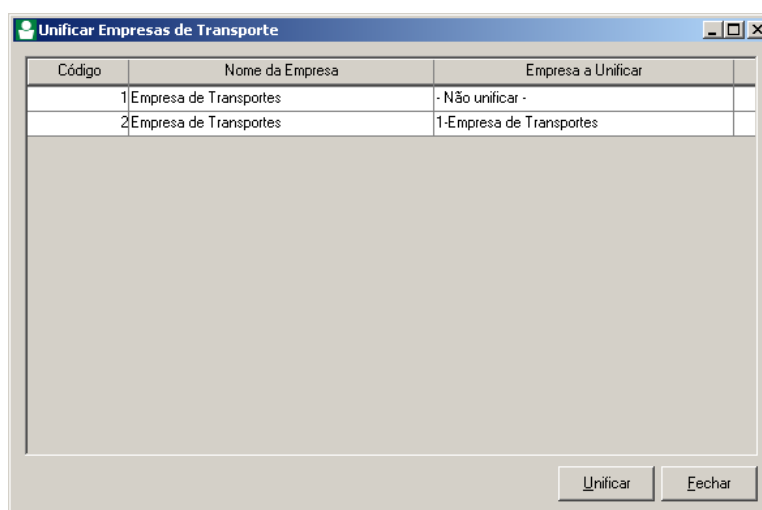 Unificar Empresas de Transporte
Código Nome da Empresa Empresa a Unificar
1 Empresa de Transportes - Não unificar -
2 Empresa de Transportes 1-Empresa de Transportes
Unificar Fechar